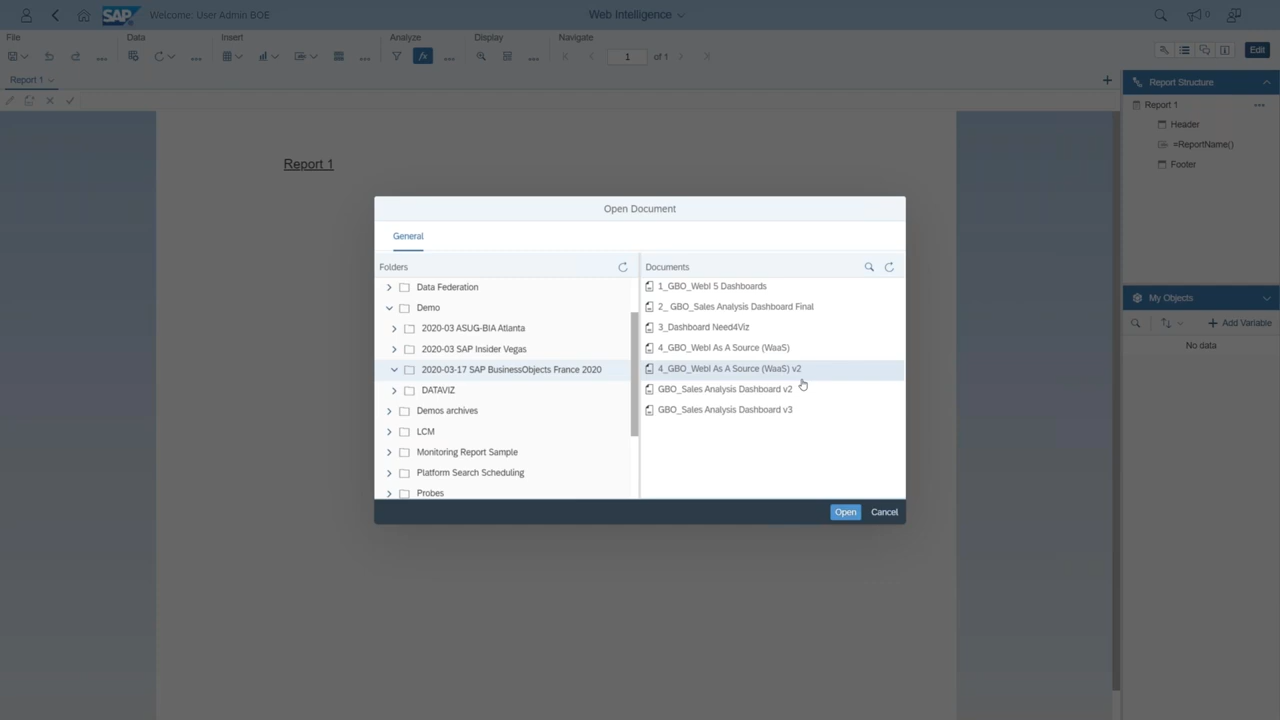 SAP Welcome: User Admin BOE
Web Intelligence
0
File
Data
Insert
Analyze
Display
Navigate
fx
1 of 1
Edit
Report 1
Report Structure
Report 1
Header
=ReportName()
Footer
Report 1
Open Document
General
Folders
Data Federation
Demo
2020-03 ASUG-BIA Atlanta
2020-03 SAP Insider Vegas
2020-03-17 SAP BusinessObjects France 2020
DATAVIZ
Demos archives
LCM
Monitoring Report Sample
Platform Search Scheduling
Probes
Documents
1_GBO_WebI 5 Dashboards
2_ GBO_Sales Analysis Dashboard Final
3_Dashboard Need4Viz
4_GBO_WebI As A Source (WaaS)
4_GBO_WebI As A Source (WaaS) v2
GBO_Sales Analysis Dashboard v2
GBO_Sales Analysis Dashboard v3
Open
Cancel
My Objects
Add Variable
No data